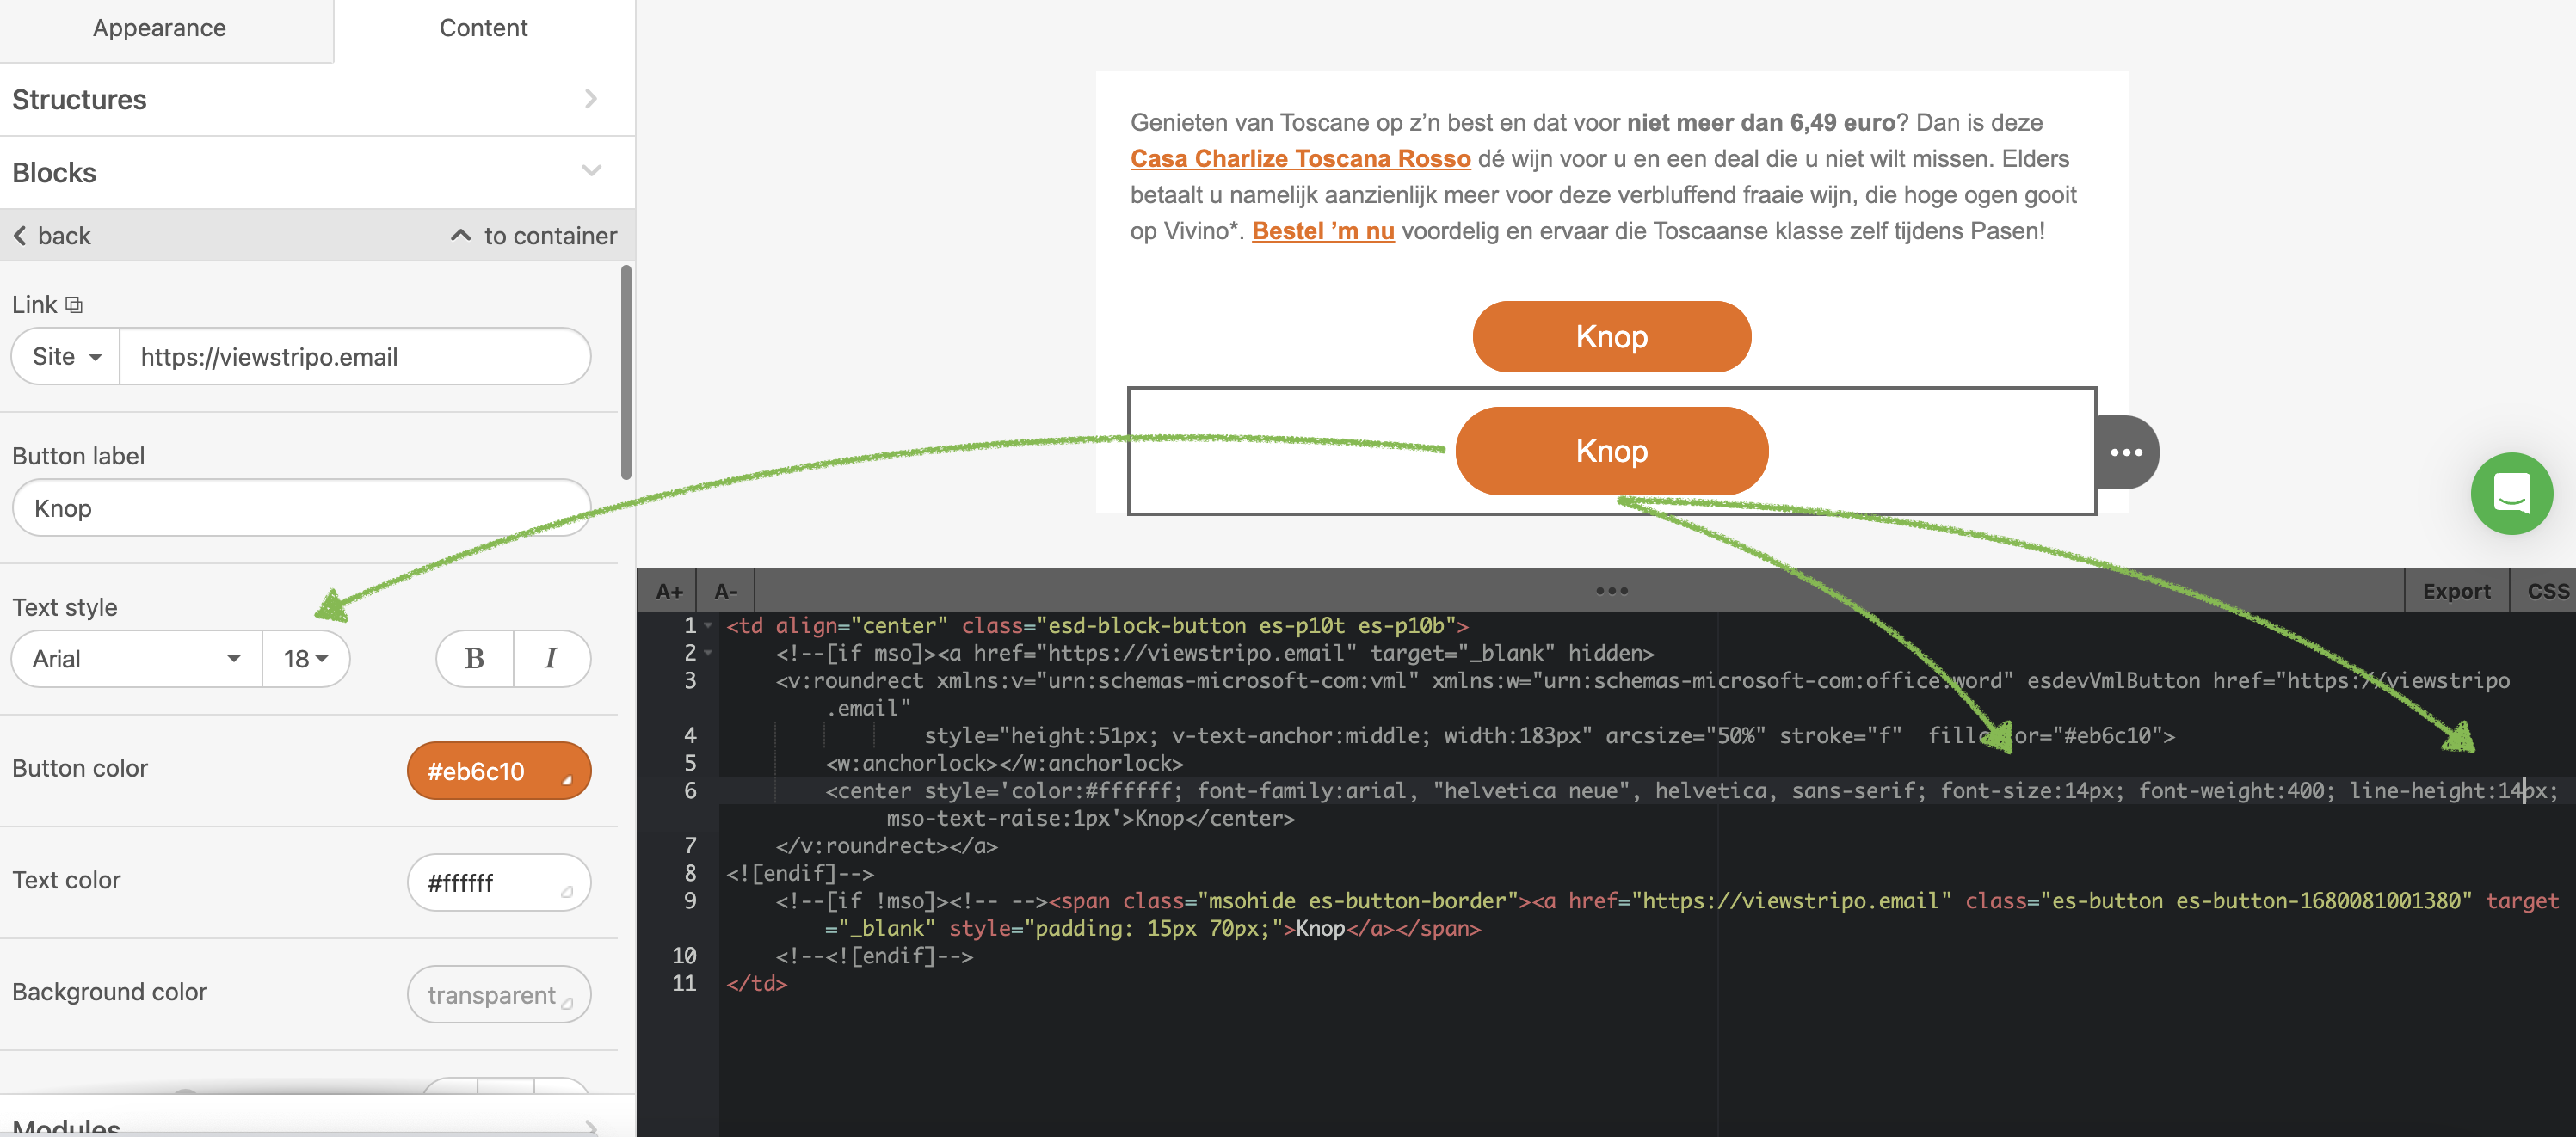 Appearance
Content
Structures
Blocks
back
to container
Link
Site
https://viewstripo.email
Button label
Knop
Text style
Arial
18
B
I
Button color
#eb6c10
Text color
#ffffff
Background color
transparent
Modules
Genieten van Toscane op z’n best en dat voor niet meer dan 6,49 euro? Dan is deze
Casa Charlize Toscana Rosso dé wijn voor u en een deal die u niet wilt missen. Elders
betaalt u namelijk aanzienlijk meer voor deze verbluffend fraaie wijn, die hoge ogen gooit
op Vivino*. Bestel ’m nu voordelig en ervaar die Toscaanse klasse zelf tijdens Pasen!
Knop
Knop
A+
A-
Export
CSS
1 <td align="center" class="esd-block-button es-p10t es-p10b">
2 <!--[if mso]><a href="https://viewstripo.email" target="_blank" hidden>
3 <v:roundrect xmlns:v="urn:schemas-microsoft-com:vml" xmlns:w="urn:schemas-microsoft-com:office:word" esdevVmlButton href="https://viewstripo
.email"
4 style="height:51px; v-text-anchor:middle; width:183px" arcsize="50%" stroke="f" fillcolor="#eb6c10">
5 <w:anchorlock></w:anchorlock>
6 <center style='color:#ffffff; font-family:arial, "helvetica neue", helvetica, sans-serif; font-size:14px; font-weight:400; line-height:14px;
mso-text-raise:1px'>Knop</center>
7 </v:roundrect></a>
8 <![endif]-->
9 <!--[if !mso]><!-- --><span class="msohide es-button-border"><a href="https://viewstripo.email" class="es-button es-button-1680081001380" target
="_blank" style="padding: 15px 70px;">Knop</a></span>
10 <!--<![endif]-->
11 </td>